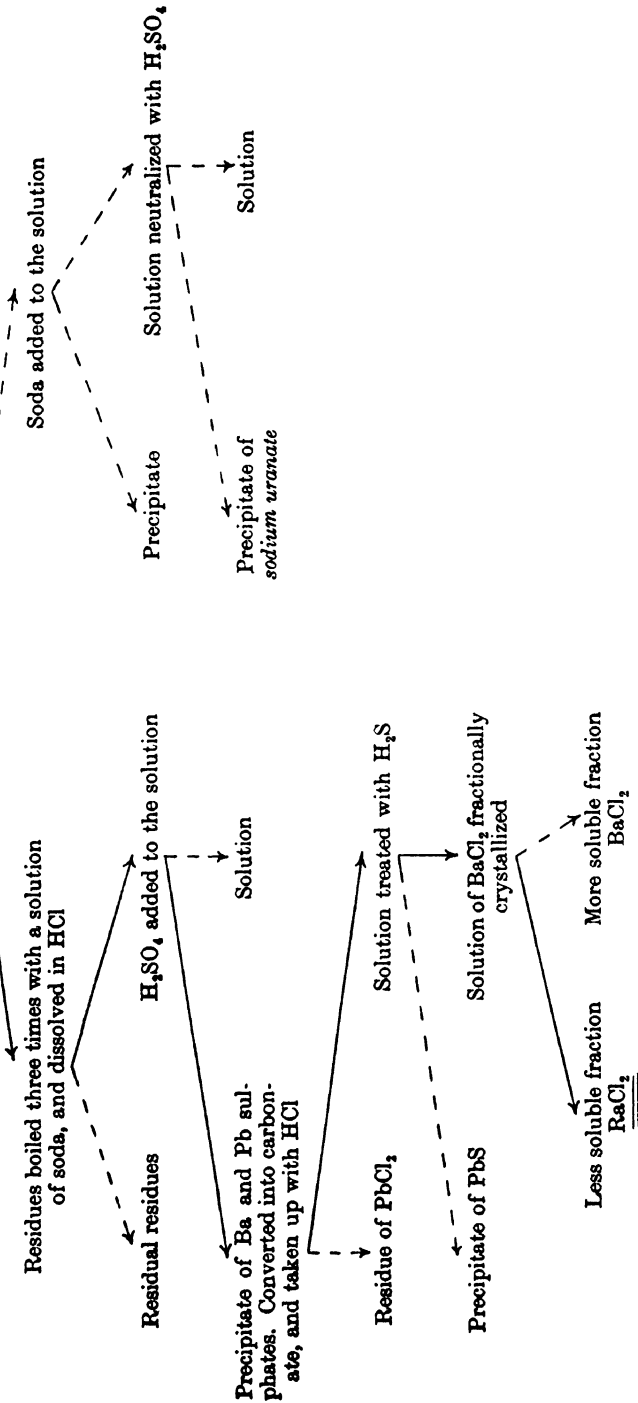 Residues boiled three times with a solution
of soda, and dissolved in HCl
Residual residues
H₂SO₄ added to the solution
Precipitate of Ba and Pb sul-
phates. Converted into carbon-
ate, and taken up with HCl
Solution
Residue of PbCl₂
Solution treated with H₂S
Precipitate of PbS
Solution of BaCl₂ fractionally
crystallized
Less soluble fraction
RaCl₂
More soluble fraction
BaCl₂
Soda added to the solution
Precipitate
Solution neutralized with H₂SO₄
Precipitate of
sodium uranate
Solution